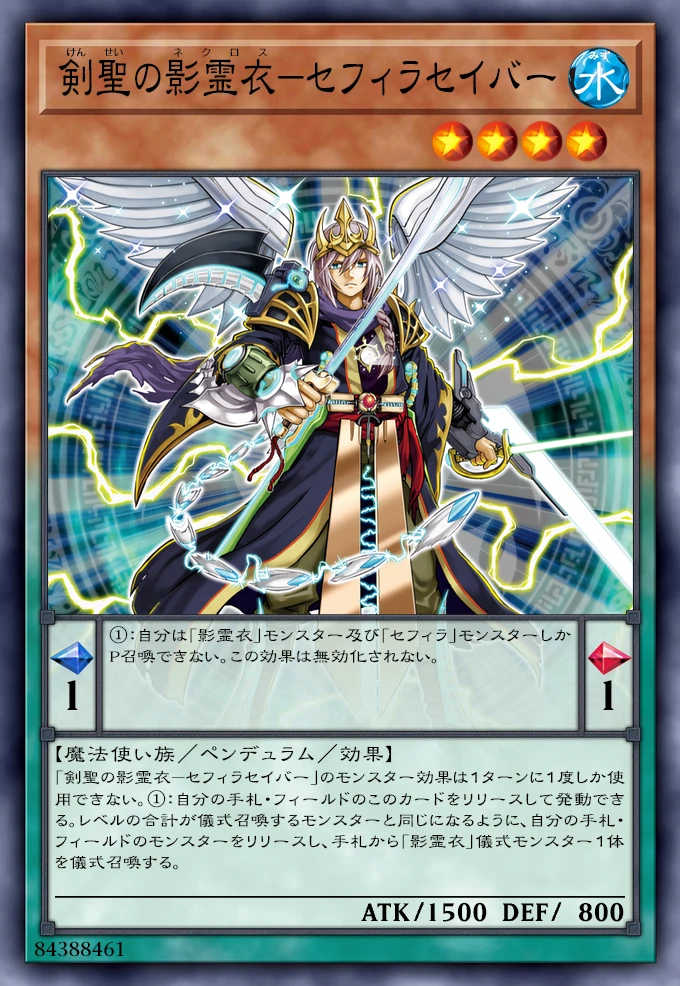 けん せい ネクロス
剣聖の影霊衣－セフィラセイバー
みず
水
①：自分は「影霊衣」モンスター及び「セフィラ」モンスターしか
P召喚できない。この効果は無効化されない。
1
1
【魔法使い族／ペンデュラム／効果】
「剣聖の影霊衣－セフィラセイバー」のモンスター効果は１ターンに１度しか使
用できない。①：自分の手札・フィールドのこのカードをリリースして発動でき
る。レベルの合計が儀式召喚するモンスターと同じになるように、自分の手札・
フィールドのモンスターをリリースし、手札から「影霊衣」儀式モンスター１体
を儀式召喚する。
ATK/1500 DEF/ 800
84388461